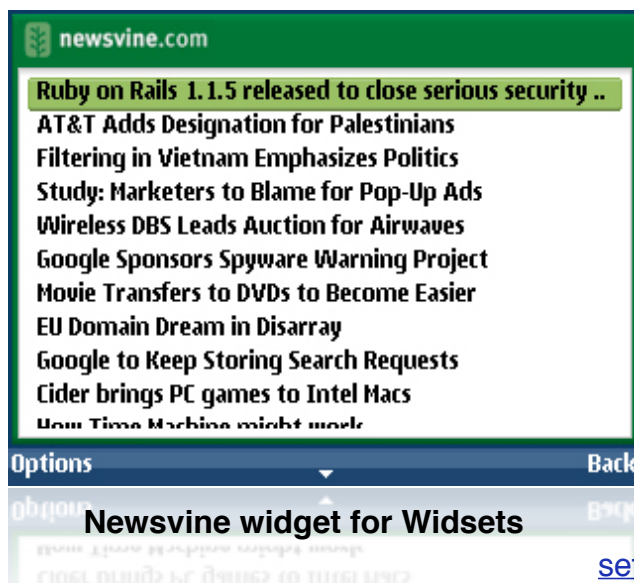 newsvine.com
Ruby on Rails 1.1.5 released to close serious security ..
AT&T Adds Designation for Palestinians
Filtering in Vietnam Emphasizes Politics
Study: Marketers to Blame for Pop-Up Ads
Wireless DBS Leads Auction for Airwaves
Google Sponsors Spyware Warning Project
Movie Transfers to DVDs to Become Easier
EU Domain Dream in Disarray
Google to Keep Storing Search Requests
Cider brings PC games to Intel Macs
How Time Machine might work
Options Back
Newsvine widget for Widsets